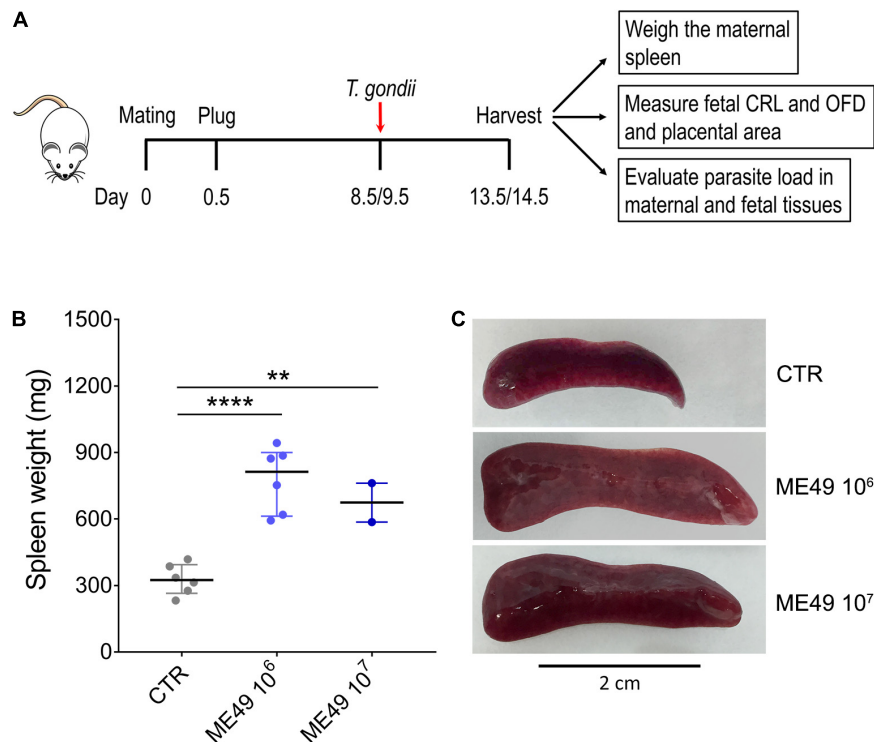 A
Mating
Plug
T. gondii
Harvest
Day 0
0.5
8.5/9.5
13.5/14.5
Weigh the maternal
spleen
Measure fetal CRL and OFD
and placental area
Evaluate parasite load in
maternal and fetal tissues
B
Spleen weight (mg)
1500
1200
900
600
300
0
**
****
CTR
ME49 10⁶
ME49 10⁷
C
CTR
ME49 10⁶
ME49 10⁷
2 cm